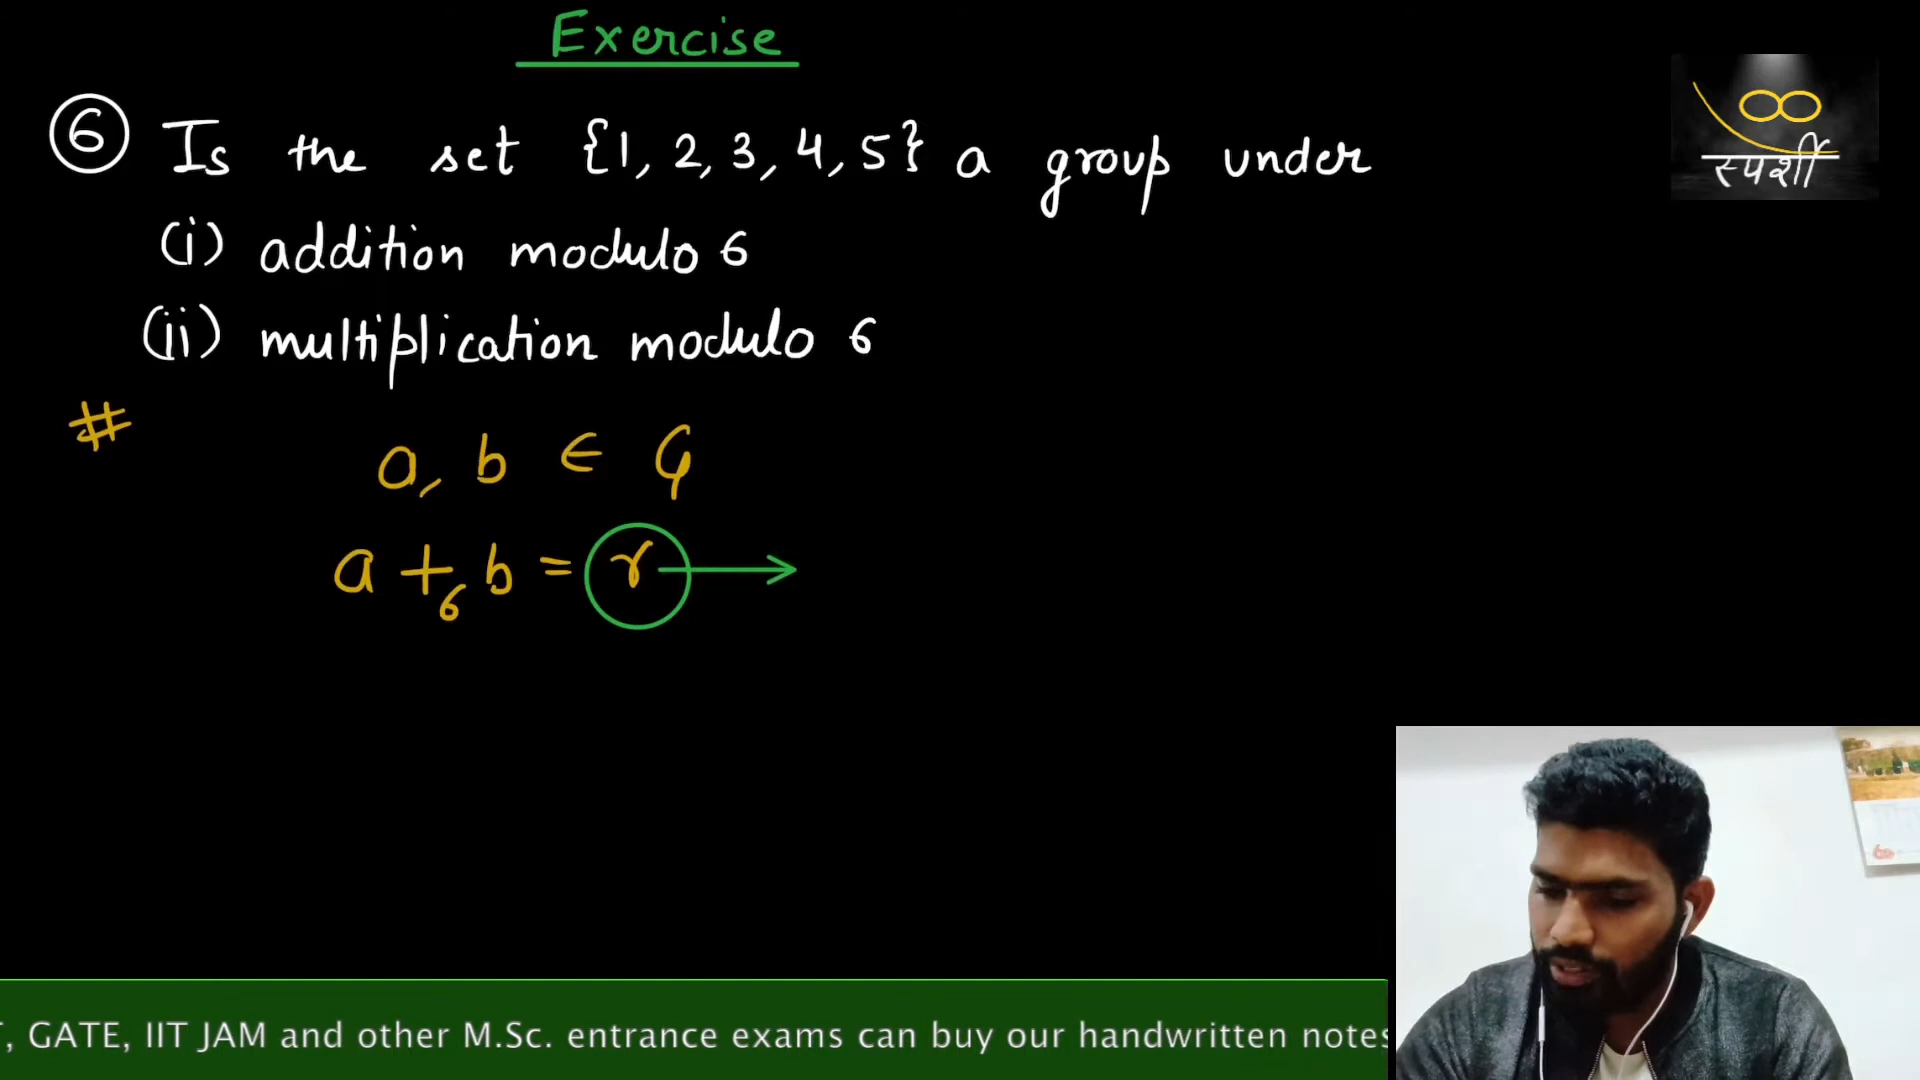 Exercise
⑥ Is the set {1, 2, 3, 4, 5} a group under
(i) addition modulo 6
(ii) multiplication modulo 6
#
a, b ∈ G
a +₆ b = r →
स्पर्शी
, GATE, IIT JAM and other M.Sc. entrance exams can buy our handwritten notes